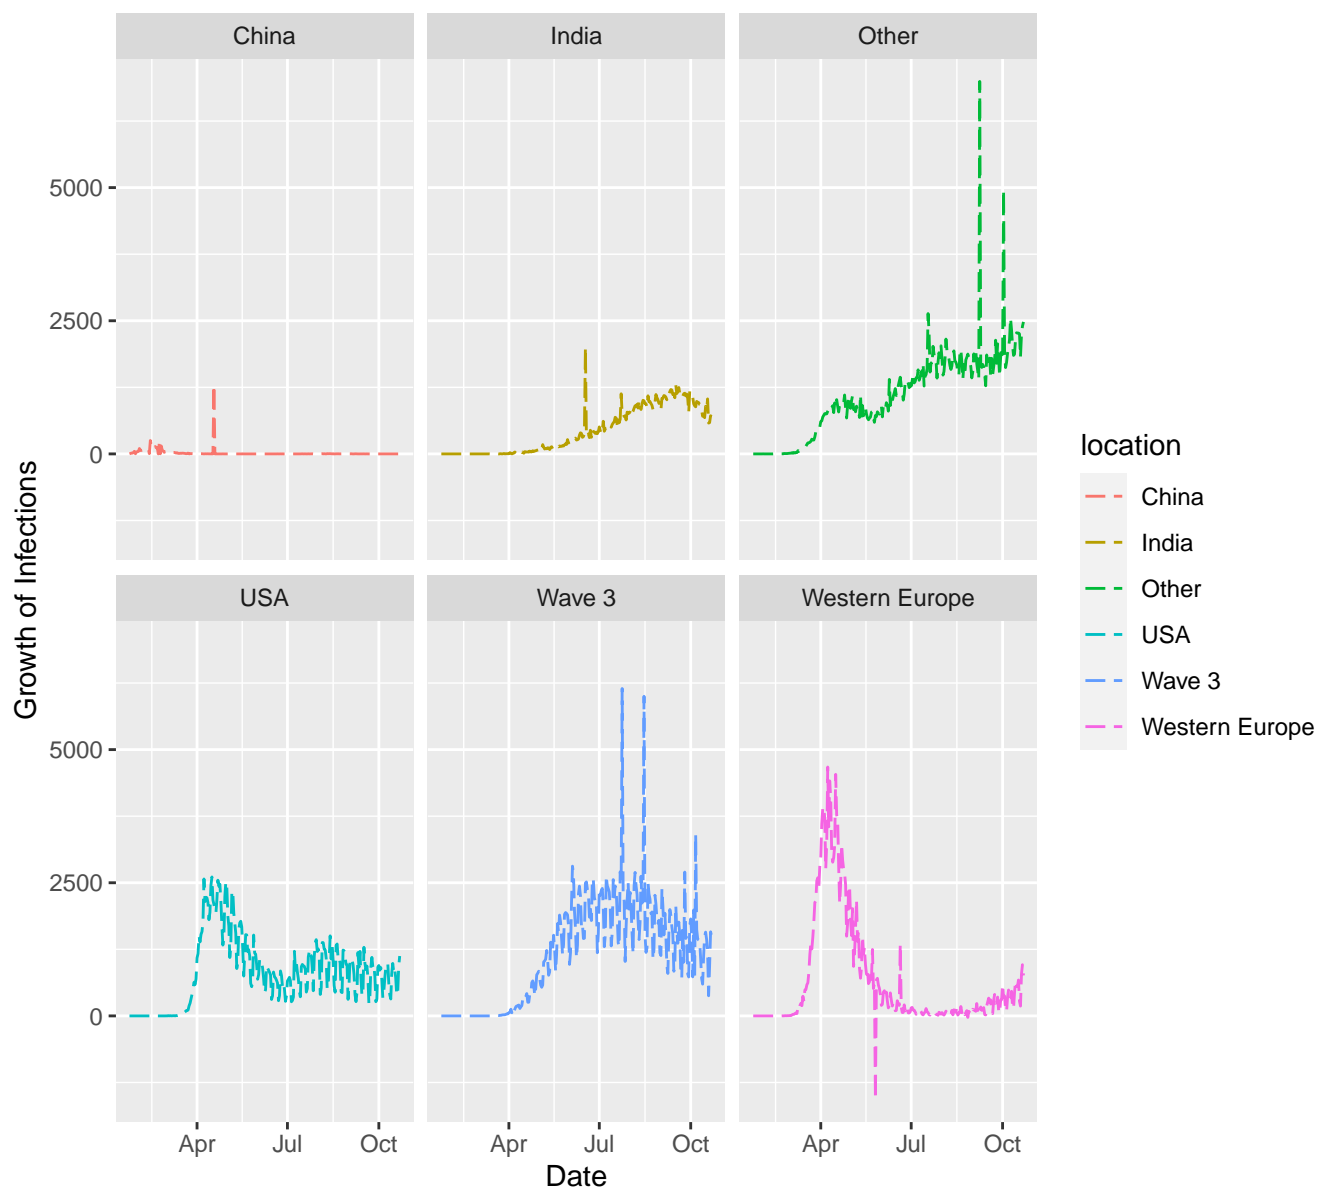 China
India
Other
5000
2500
0
Growth of Infections
USA
Wave 3
Western Europe
5000
2500
0
Apr
Jul
Oct
Apr
Jul
Oct
Apr
Jul
Oct
Date
location
China
India
Other
USA
Wave 3
Western Europe